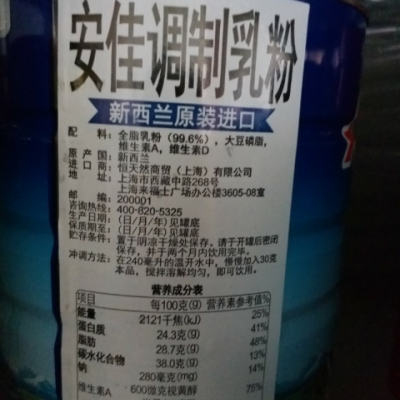 安佳调制乳粉
新西兰原装进口
配 料: 全脂乳粉(99.6%),大豆磷脂,
维生素A,维生素D
原 产 国: 新西兰
进 口 商: 恒天然商贸(上海)有限公司
地 址: 上海市西藏中路268号
上海来福士广场办公楼3605-08室
邮 编: 200001
咨询热线: 400-820-5325
生产日期: (日/月/年)见罐底
保质期至: (日/月/年)见罐底
贮存条件: 置于阴凉干燥处保存,请于开罐后密闭
保存,并于两个月内饮用完毕。
冲调方法: 在240毫升的温开水中,慢慢加入30克
本品,搅拌溶解均匀,即可饮用。
营养成分表
项目 每100克(g) 营养素参考值%
能量 2121千焦(kJ) 25%
蛋白质 24.3克(g) 41%
脂肪 28.7克(g) 48%
碳水化合物 38.0克(g) 13%
钠 280毫克(mg) 14%
维生素A 600微克视黄醇 75%